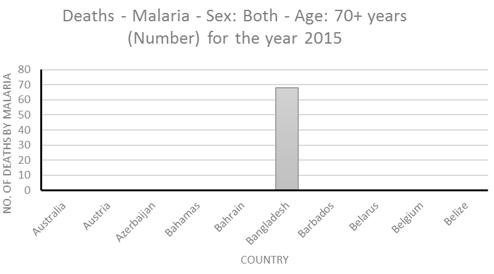 Deaths - Malaria - Sex: Both - Age: 70+ years
(Number) for the year 2015
NO. OF DEATHS BY MALARIA
80
70
60
50
40
30
20
10
0
Australia
Austria
Azerbaijan
Bahamas
Bahrain
Bangladesh
Barbados
Belarus
Belgium
Belize
COUNTRY